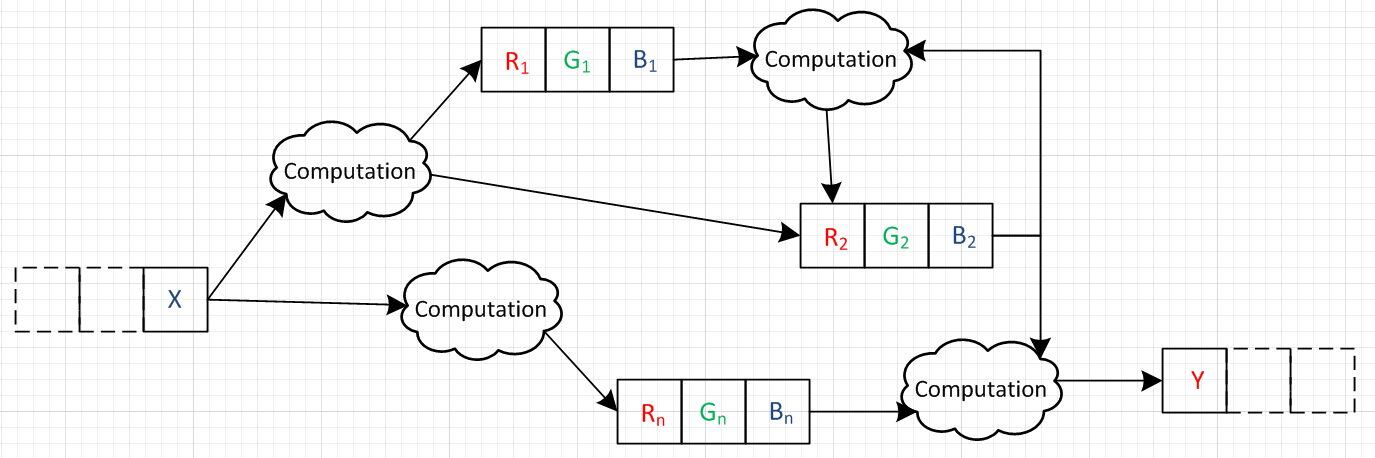 R₁ G₁ B₁
Computation
Computation
R₂ G₂ B₂
X
Computation
Computation
Y
Rₙ Gₙ Bₙ